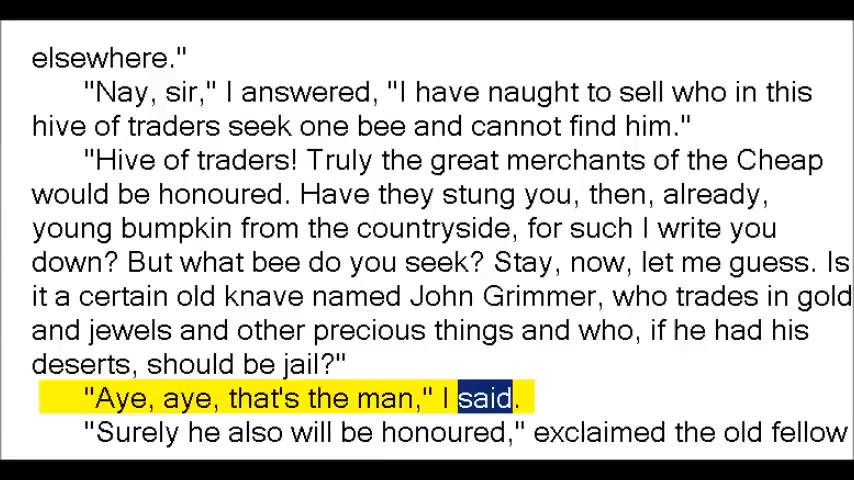 elsewhere."
"Nay, sir," I answered, "I have naught to sell who in this
hive of traders seek one bee and cannot find him."
"Hive of traders! Truly the great merchants of the Cheap
would be honoured. Have they stung you, then, already,
young bumpkin from the countryside, for such I write you
down? But what bee do you seek? Stay, now, let me guess. Is
it a certain old knave named John Grimmer, who trades in gold
and jewels and other precious things and who, if he had his
deserts, should be jail?"
"Aye, aye, that's the man," I said.
"Surely he also will be honoured," exclaimed the old fellow